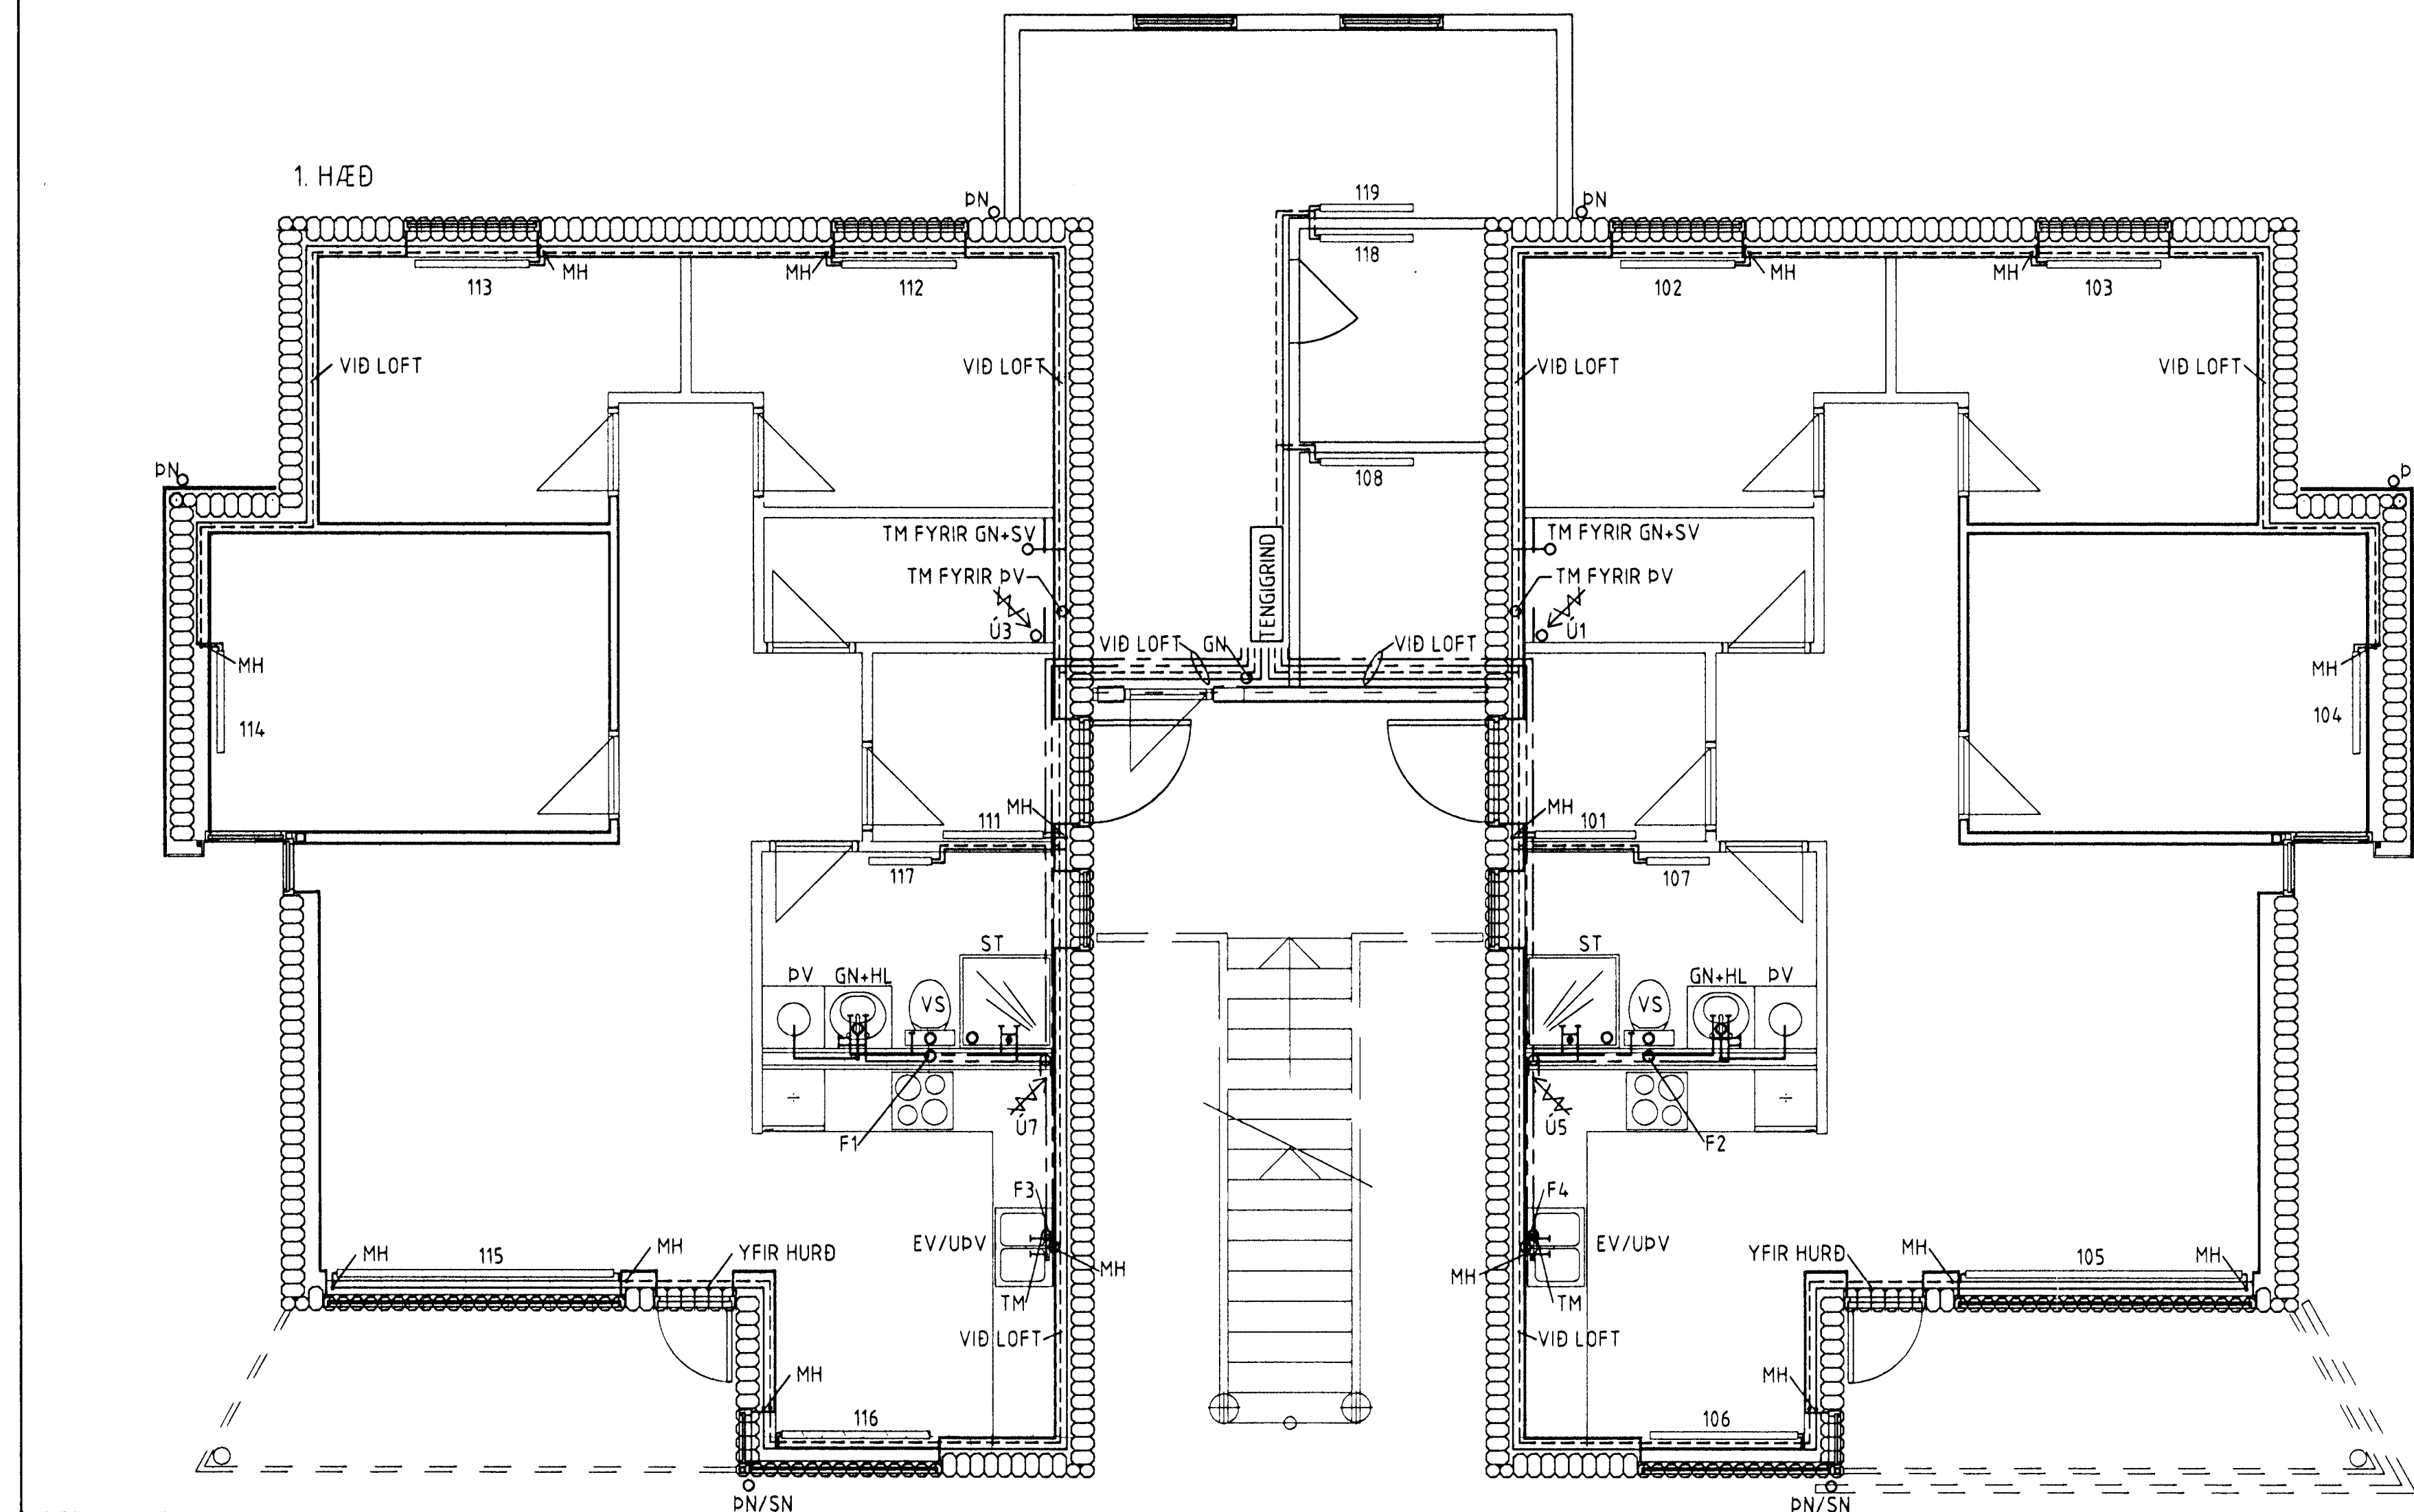 1. HÆÐ
119
ÞN
ÞN
118
MH
MH
MH
MH
113
112
102
103
VIÐ LOFT
VIÐ LOFT
VIÐ LOFT
VIÐ LOFT
ÞN
108
Þ
TM FYRIR GN+SV
TM FYRIR GN+SV
TENGIGRIND
TM FYRIR ÞV
TM FYRIR ÞV
Ú3
Ú1
VIÐ LOFT
GN
VIÐ LOFT
MH
MH
114
104
MH
MH
111
101
117
107
ST
ST
ÞV
GN+HL
GN+HL
ÞV
VS
VS
Ú7
Ú5
F1
F2
F3
F4
MH
115
MH
YFIR HURÐ
EV/UÞV
EV/UÞV
YFIR HURÐ
MH
105
MH
MH
MH
TM
TM
VIÐ LOFT
VIÐ LOFT
MH
MH
116
106
ÞN/SN
ÞN/SN